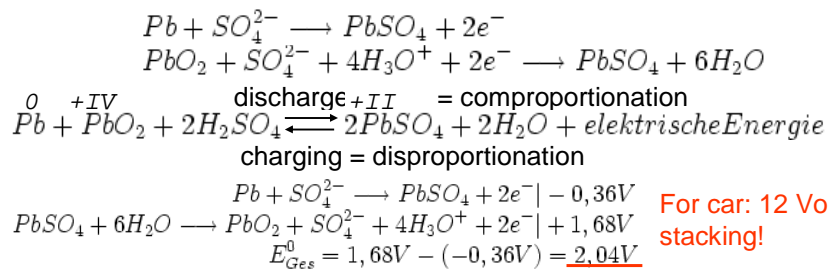 Pb + SO₄²⁻ ⟶ PbSO₄ + 2e⁻
PbO₂ + SO₄²⁻ + 4H₃O⁺ + 2e⁻ ⟶ PbSO₄ + 6H₂O
0 +IV discharge +II = comproportionation
Pb + PbO₂ + 2H₂SO₄ ⇌ 2PbSO₄ + 2H₂O + elektrischeEnergie
charging = disproportionation
Pb + SO₄²⁻ ⟶ PbSO₄ + 2e⁻| − 0,36V
PbSO₄ + 6H₂O ⟶ PbO₂ + SO₄²⁻ + 4H₃O⁺ + 2e⁻| + 1,68V
E⁰Ges = 1,68V − (−0,36V) = 2,04V
For car: 12 Vo
stacking!